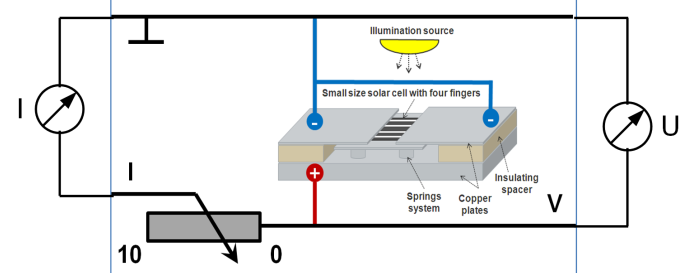 Illumination source
Small size solar cell with four fingers
I
U
-
-
+
I
Insulating
spacer
Springs
system
Copper
plates
V
10
0